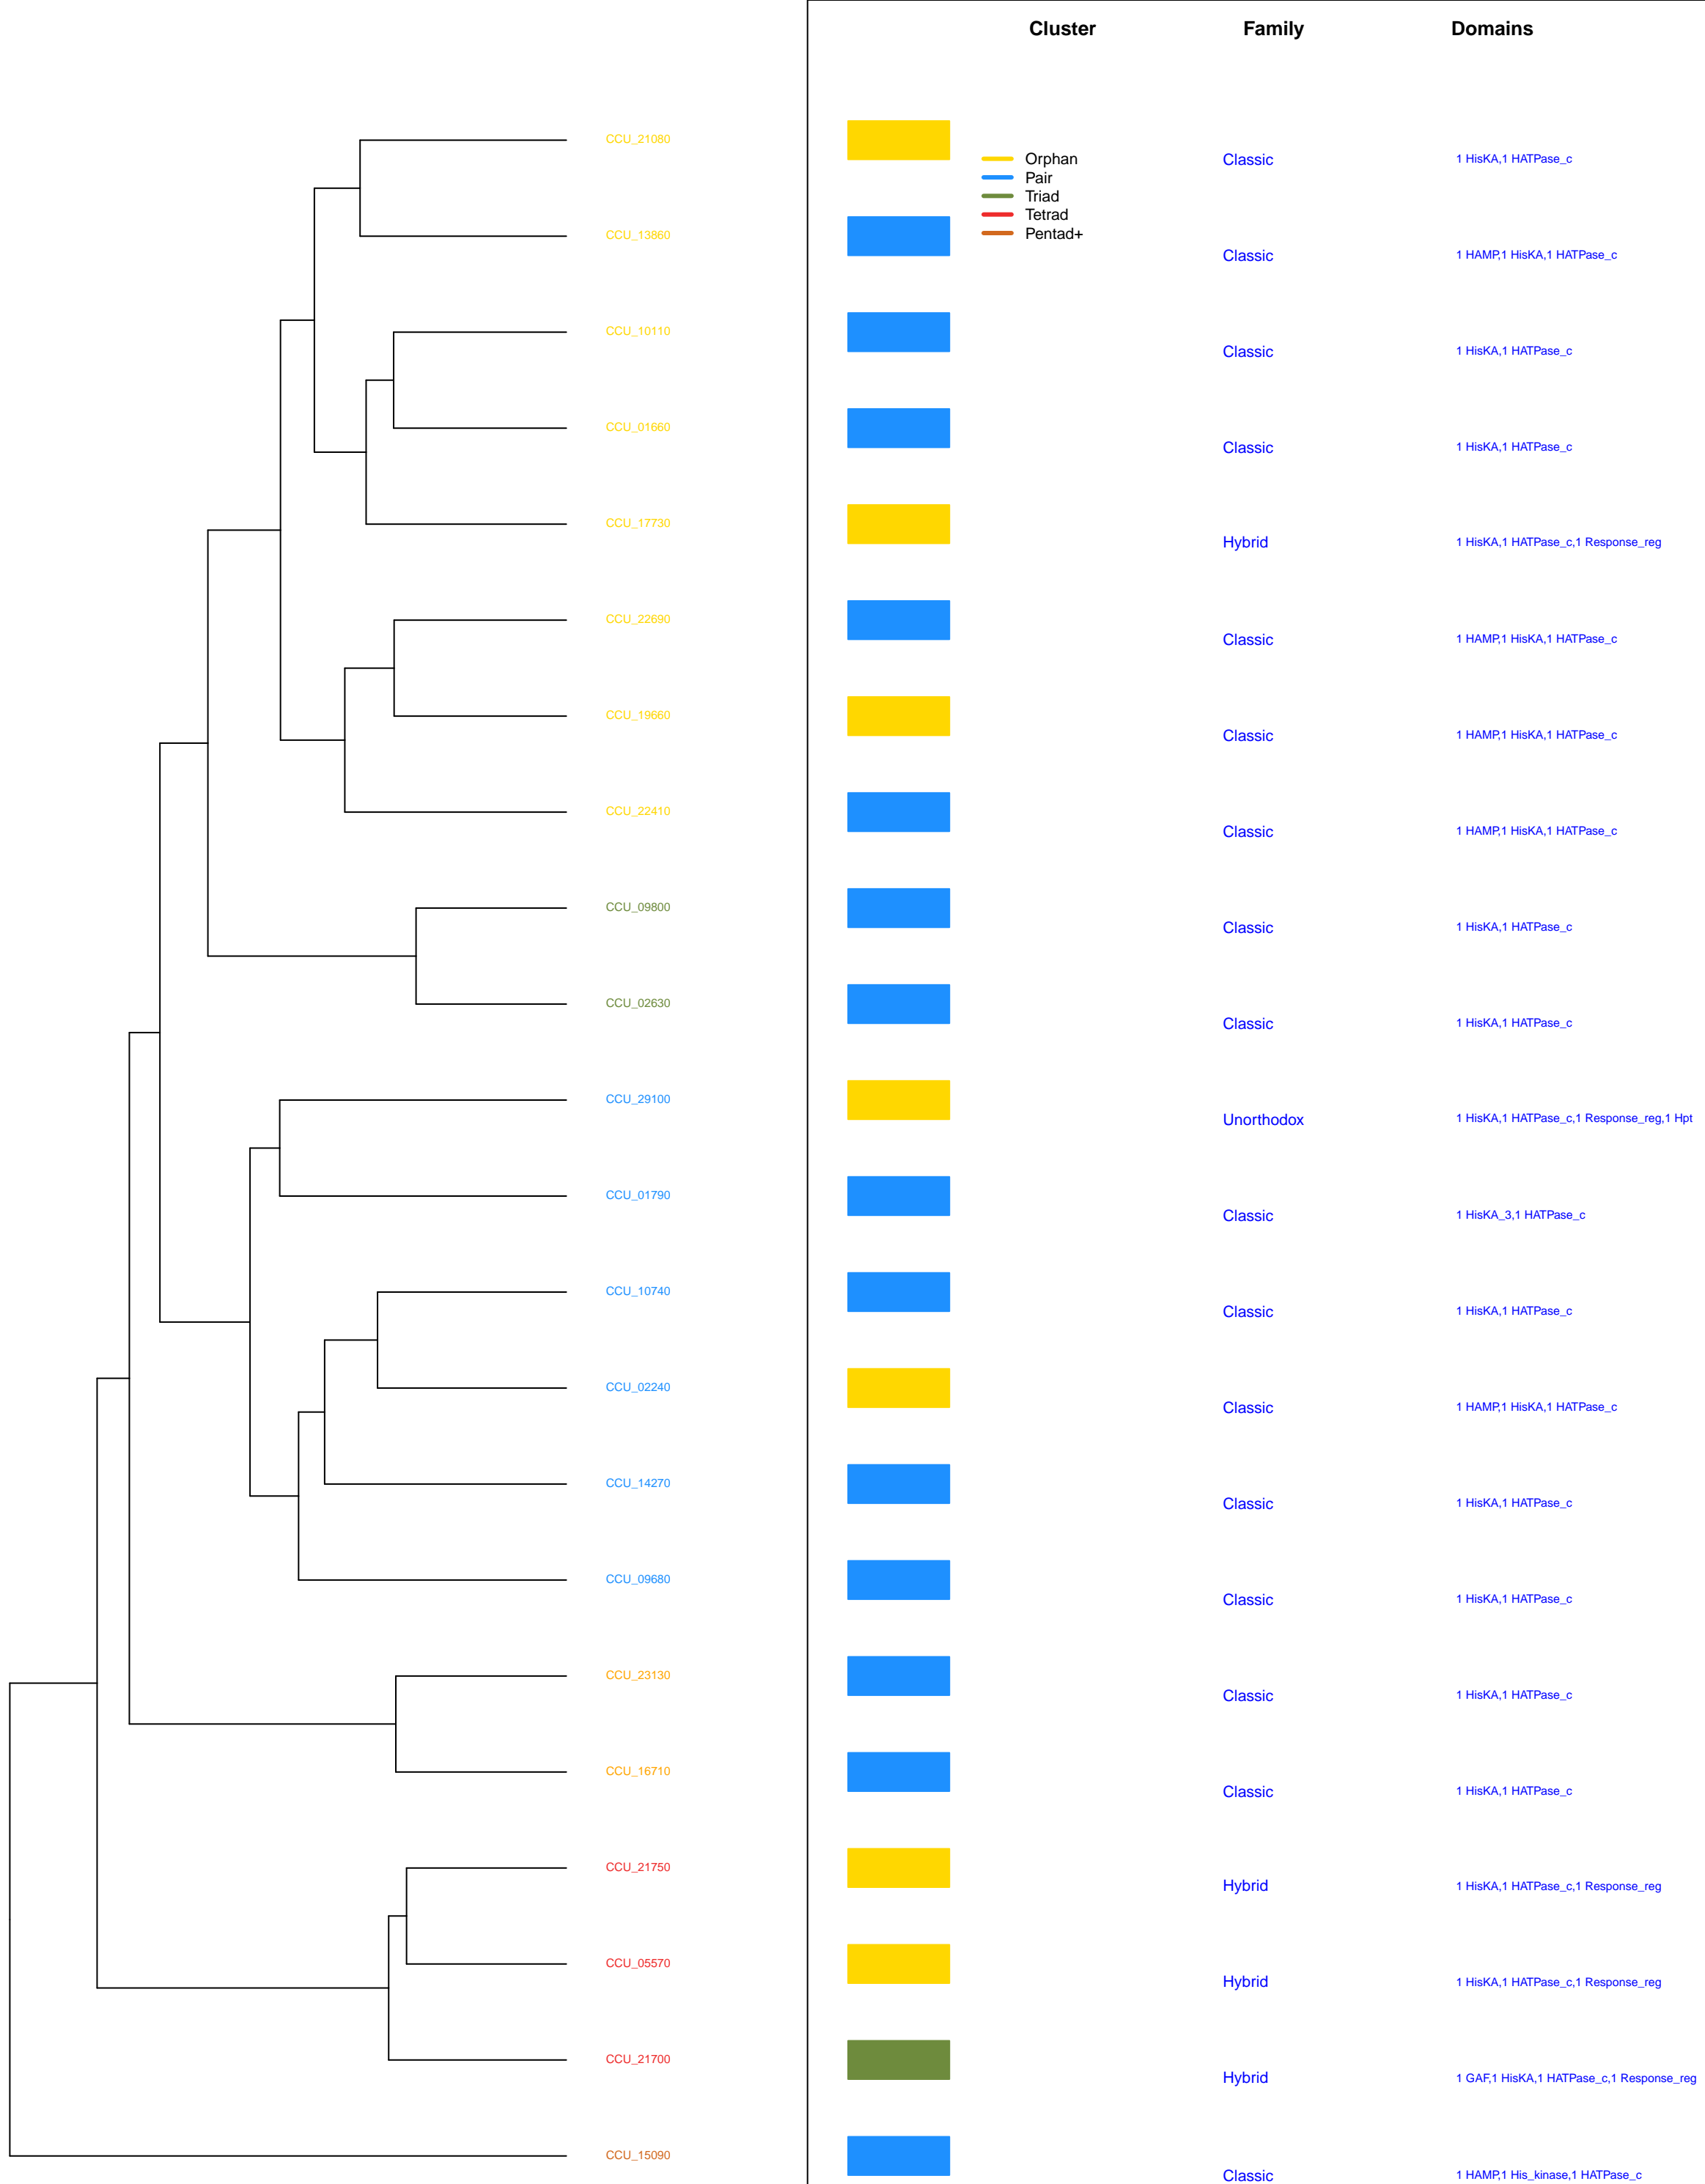 Cluster Family Domains
CCU_21080
Orphan
Classic 1 HisKA,1 HATPase_c
Pair
Triad
Tetrad
CCU_13860 Pentad+
Classic 1 HAMP,1 HisKA,1 HATPase_c
CCU_10110
Classic 1 HisKA,1 HATPase_c
CCU_01660
Classic 1 HisKA,1 HATPase_c
CCU_17730
Hybrid 1 HisKA,1 HATPase_c,1 Response_reg
CCU_22690
Classic 1 HAMP,1 HisKA,1 HATPase_c
CCU_19660
Classic 1 HAMP,1 HisKA,1 HATPase_c
CCU_22410
Classic 1 HAMP,1 HisKA,1 HATPase_c
CCU_09800
Classic 1 HisKA,1 HATPase_c
CCU_02630
Classic 1 HisKA,1 HATPase_c
CCU_29100
Unorthodox 1 HisKA,1 HATPase_c,1 Response_reg,1 Hpt
CCU_01790
Classic 1 HisKA_3,1 HATPase_c
CCU_10740
Classic 1 HisKA,1 HATPase_c
CCU_02240
Classic 1 HAMP,1 HisKA,1 HATPase_c
CCU_14270
Classic 1 HisKA,1 HATPase_c
CCU_09680
Classic 1 HisKA,1 HATPase_c
CCU_23130
Classic 1 HisKA,1 HATPase_c
CCU_16710
Classic 1 HisKA,1 HATPase_c
CCU_21750
Hybrid 1 HisKA,1 HATPase_c,1 Response_reg
CCU_05570
Hybrid 1 HisKA,1 HATPase_c,1 Response_reg
CCU_21700
Hybrid 1 GAF,1 HisKA,1 HATPase_c,1 Response_reg
CCU_15090
Classic 1 HAMP,1 His_kinase,1 HATPase_c